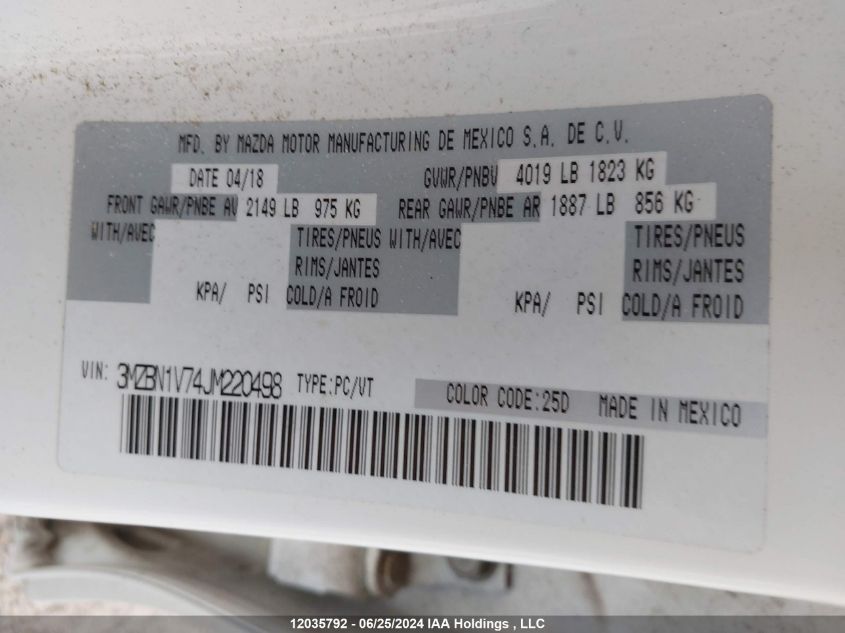 MFD. BY MAZDA MOTOR MANUFACTURING DE MEXICO S.A. DE C.V.
DATE 04/18 GVWR/PNBV 4019 LB 1823 KG
FRONT GAWR/PNBE AV 2149 LB 975 KG REAR GAWR/PNBE AR 1887 LB 856 KG
WITH/AVEC TIRES/PNEUS WITH/AVEC TIRES/PNEUS
RIMS/JANTES RIMS/JANTES
KPA/ PSI COLD/A FROID KPA/ PSI COLD/A FROID
VIN: 3MZBN1V74JM220498 TYPE:PC/VT COLOR CODE:25D MADE IN MEXICO
12035792 - 06/25/2024 IAA Holdings , LLC